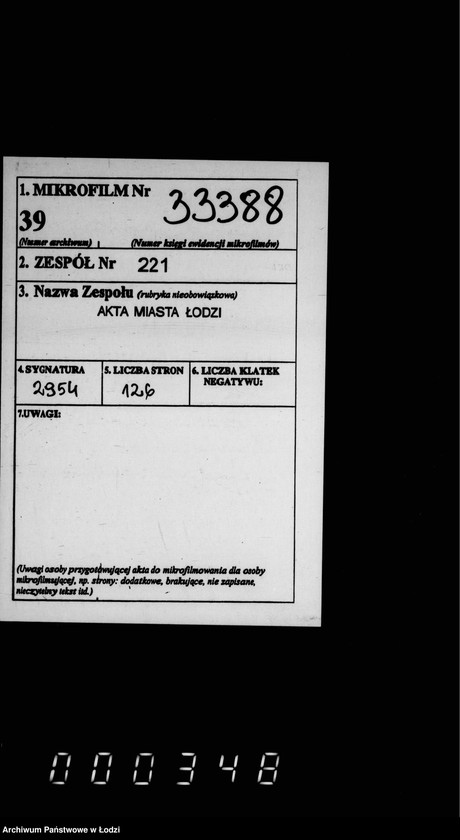 1. MIKROFILM Nr 33388
39
(Numer archiwum) (Numer księgi ewidencji mikrofilmów)
2. ZESPÓŁ Nr 221
3. Nazwa Zespołu (rubryka nieobowiązkowa)
AKTA MIASTA ŁODZI
4.SYGNATURA 5. LICZBA STRON 6. LICZBA KLATEK
NEGATYWU:
2954 126
7.UWAGI:
(Uwagi osoby przygotowującej akta do mikrofilmowania dla osoby
mikrofilmującej, np. strony: dodatkowe, brakujące, nie zapisane,
nieczytelny tekst itd.)
000348
Archiwum Państwowe w Łodzi